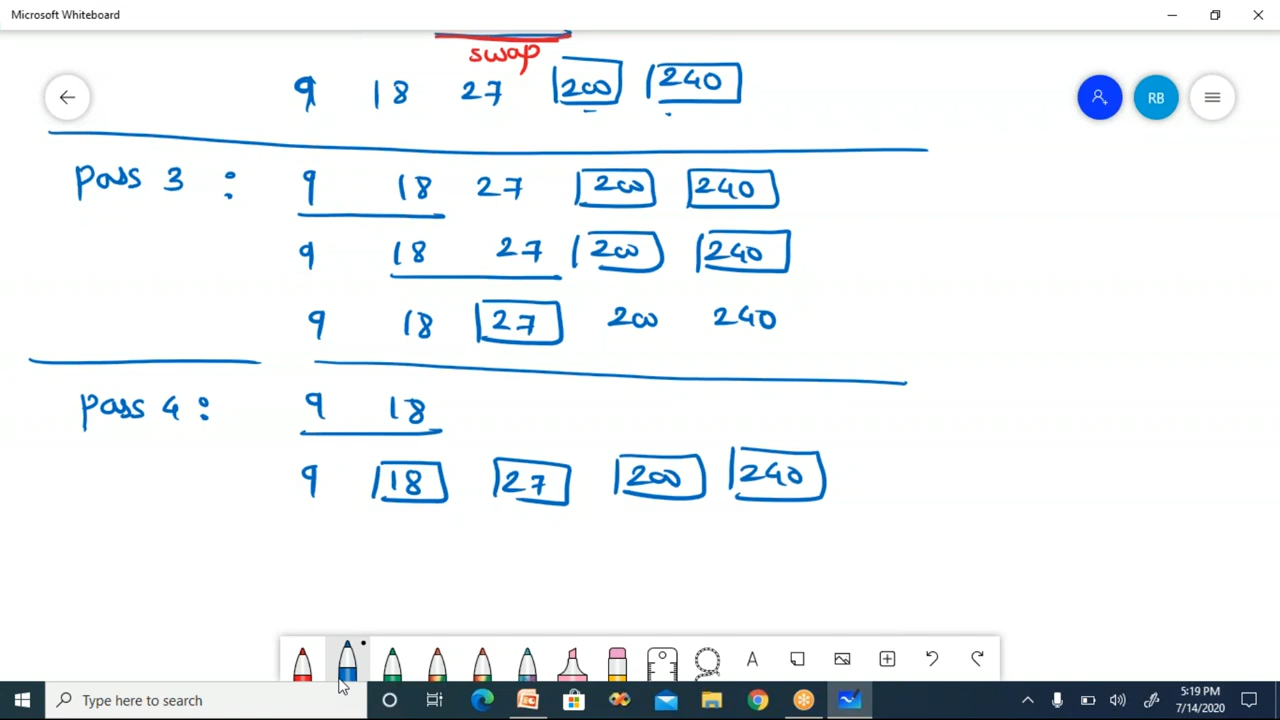 Microsoft Whiteboard
swap
9 18 27 200 240
RB
Pass 3 : 9 18 27 200 240
9 18 27 200 240
9 18 27 200 240
Pass 4 : 9 18
9 18 27 200 240
A
Type here to search
5:19 PM
7/14/2020